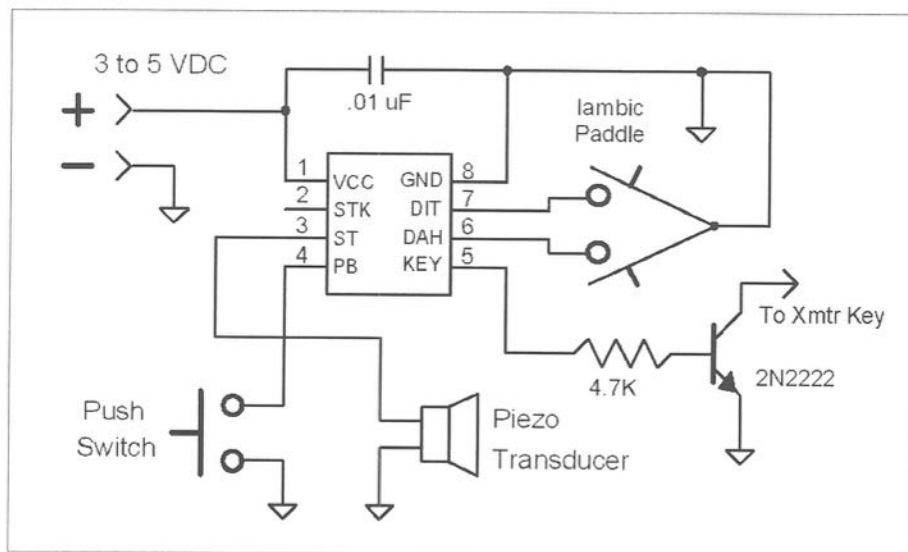 3 to 5 VDC
+
−
.01 uF
Iambic
Paddle
1 VCC GND 8
2 STK DIT 7
3 ST DAH 6
4 PB KEY 5
To Xmtr Key
4.7K
2N2222
Push
Switch
Piezo
Transducer